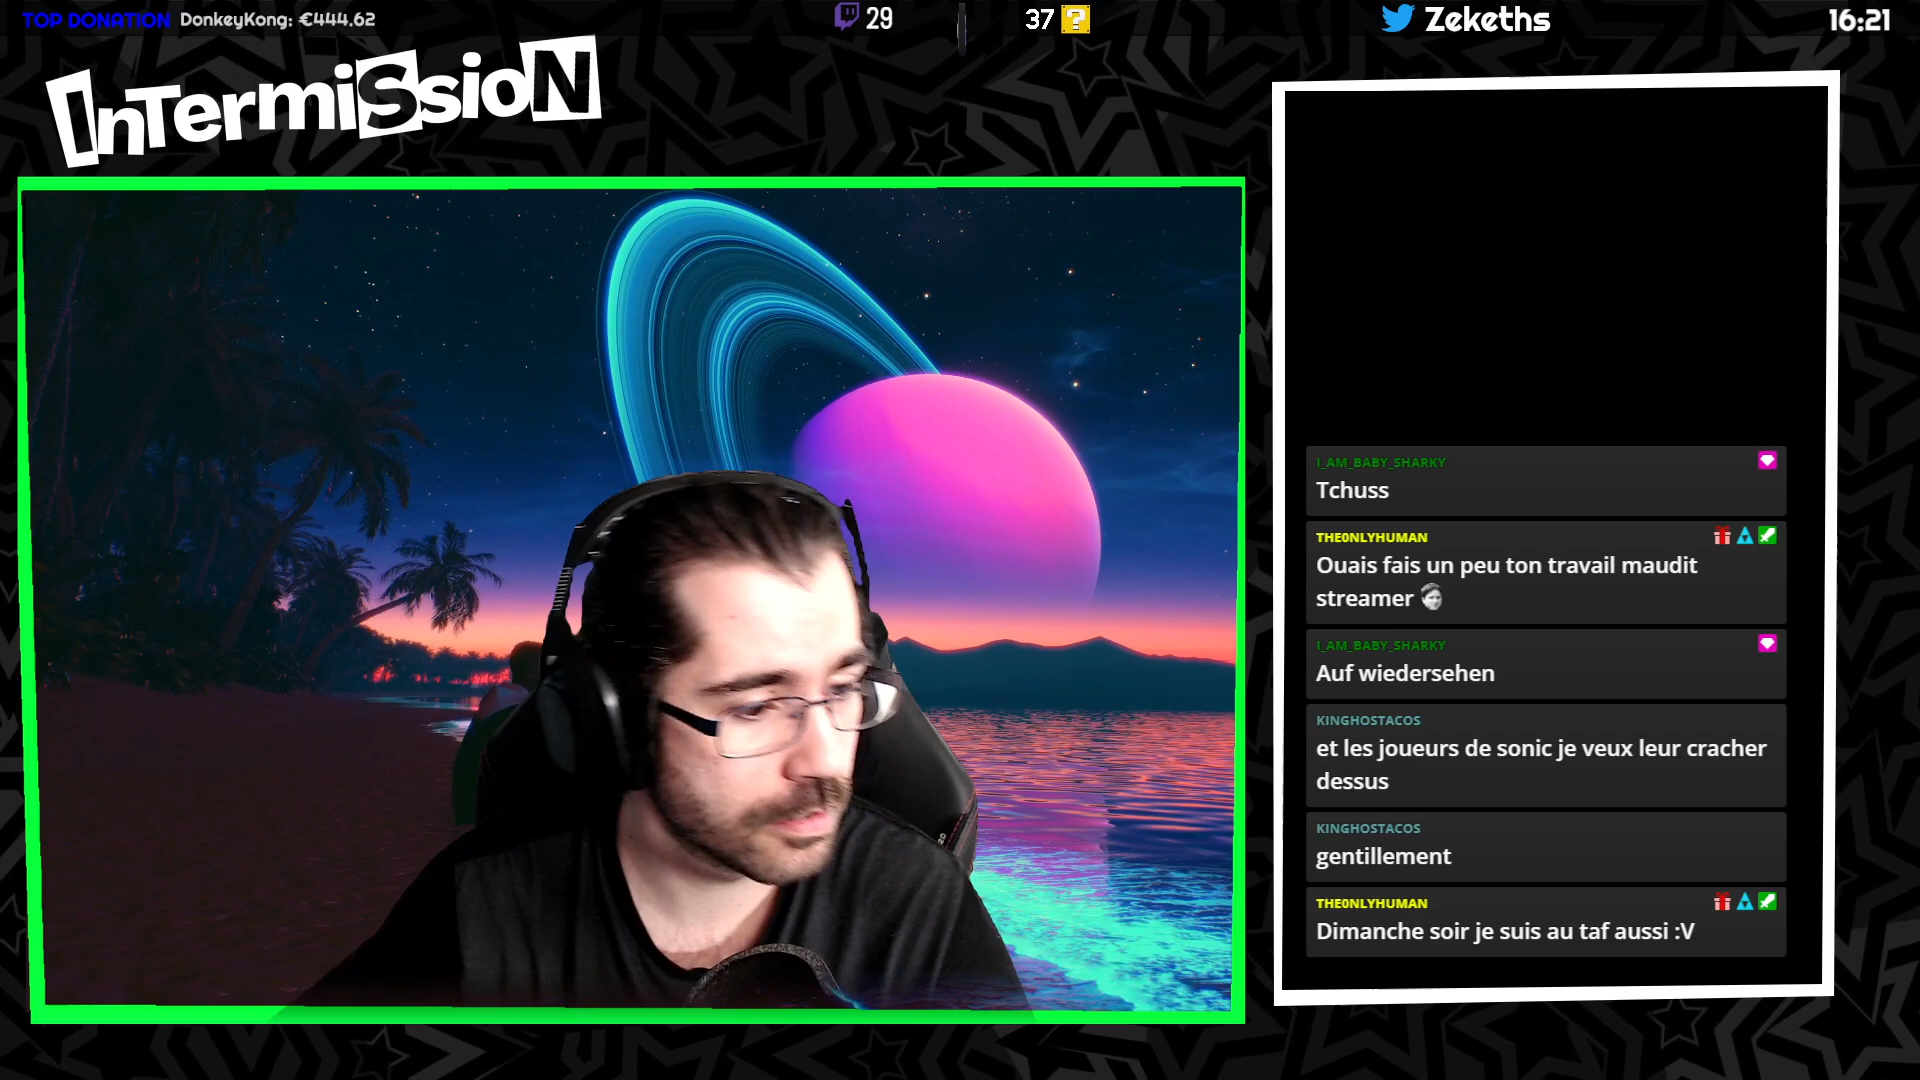 TOP DONATION DonkeyKong: €444.62
29
37 ?
Zekeths
16:21
InTermiSsioN
I_AM_BABY_SHARKY
Tchuss
THE0NLYHUMAN
Ouais fais un peu ton travail maudit
streamer
I_AM_BABY_SHARKY
Auf wiedersehen
KINGHOSTACOS
et les joueurs de sonic je veux leur cracher
dessus
KINGHOSTACOS
gentillement
THE0NLYHUMAN
Dimanche soir je suis au taf aussi :V